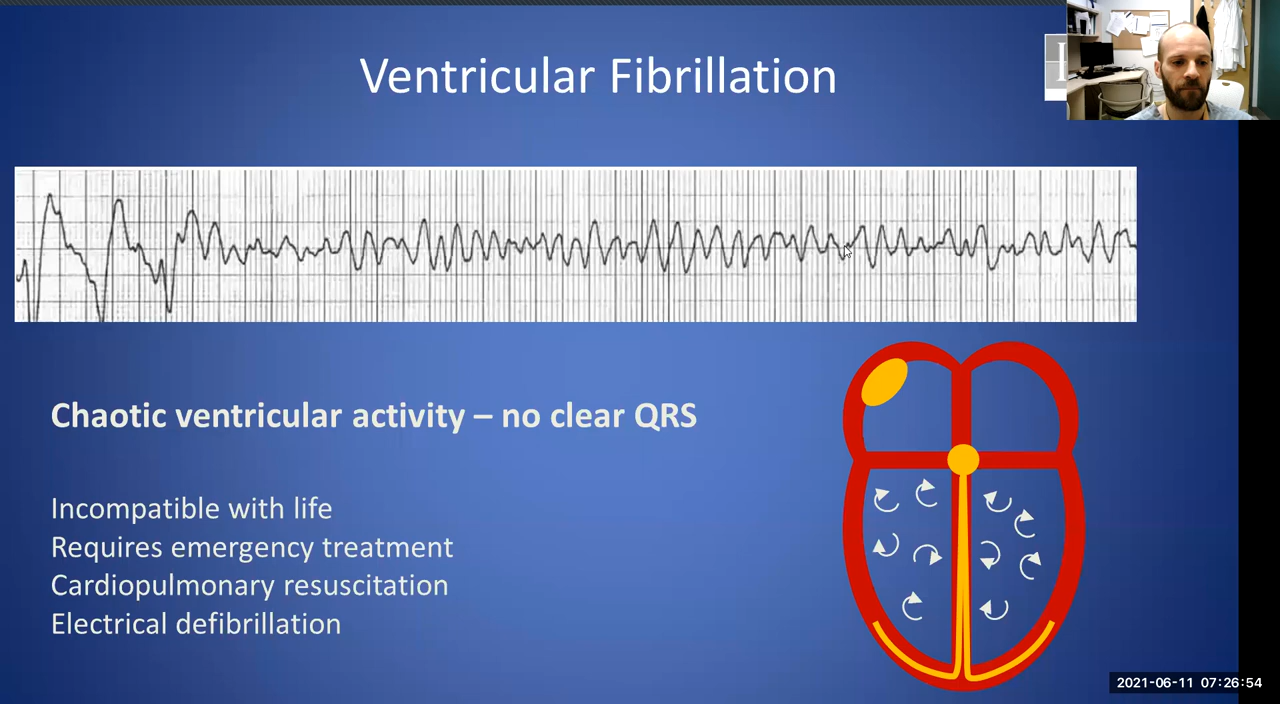 Ventricular Fibrillation
Chaotic ventricular activity – no clear QRS
Incompatible with life
Requires emergency treatment
Cardiopulmonary resuscitation
Electrical defibrillation
2021-06-11 07:26:54